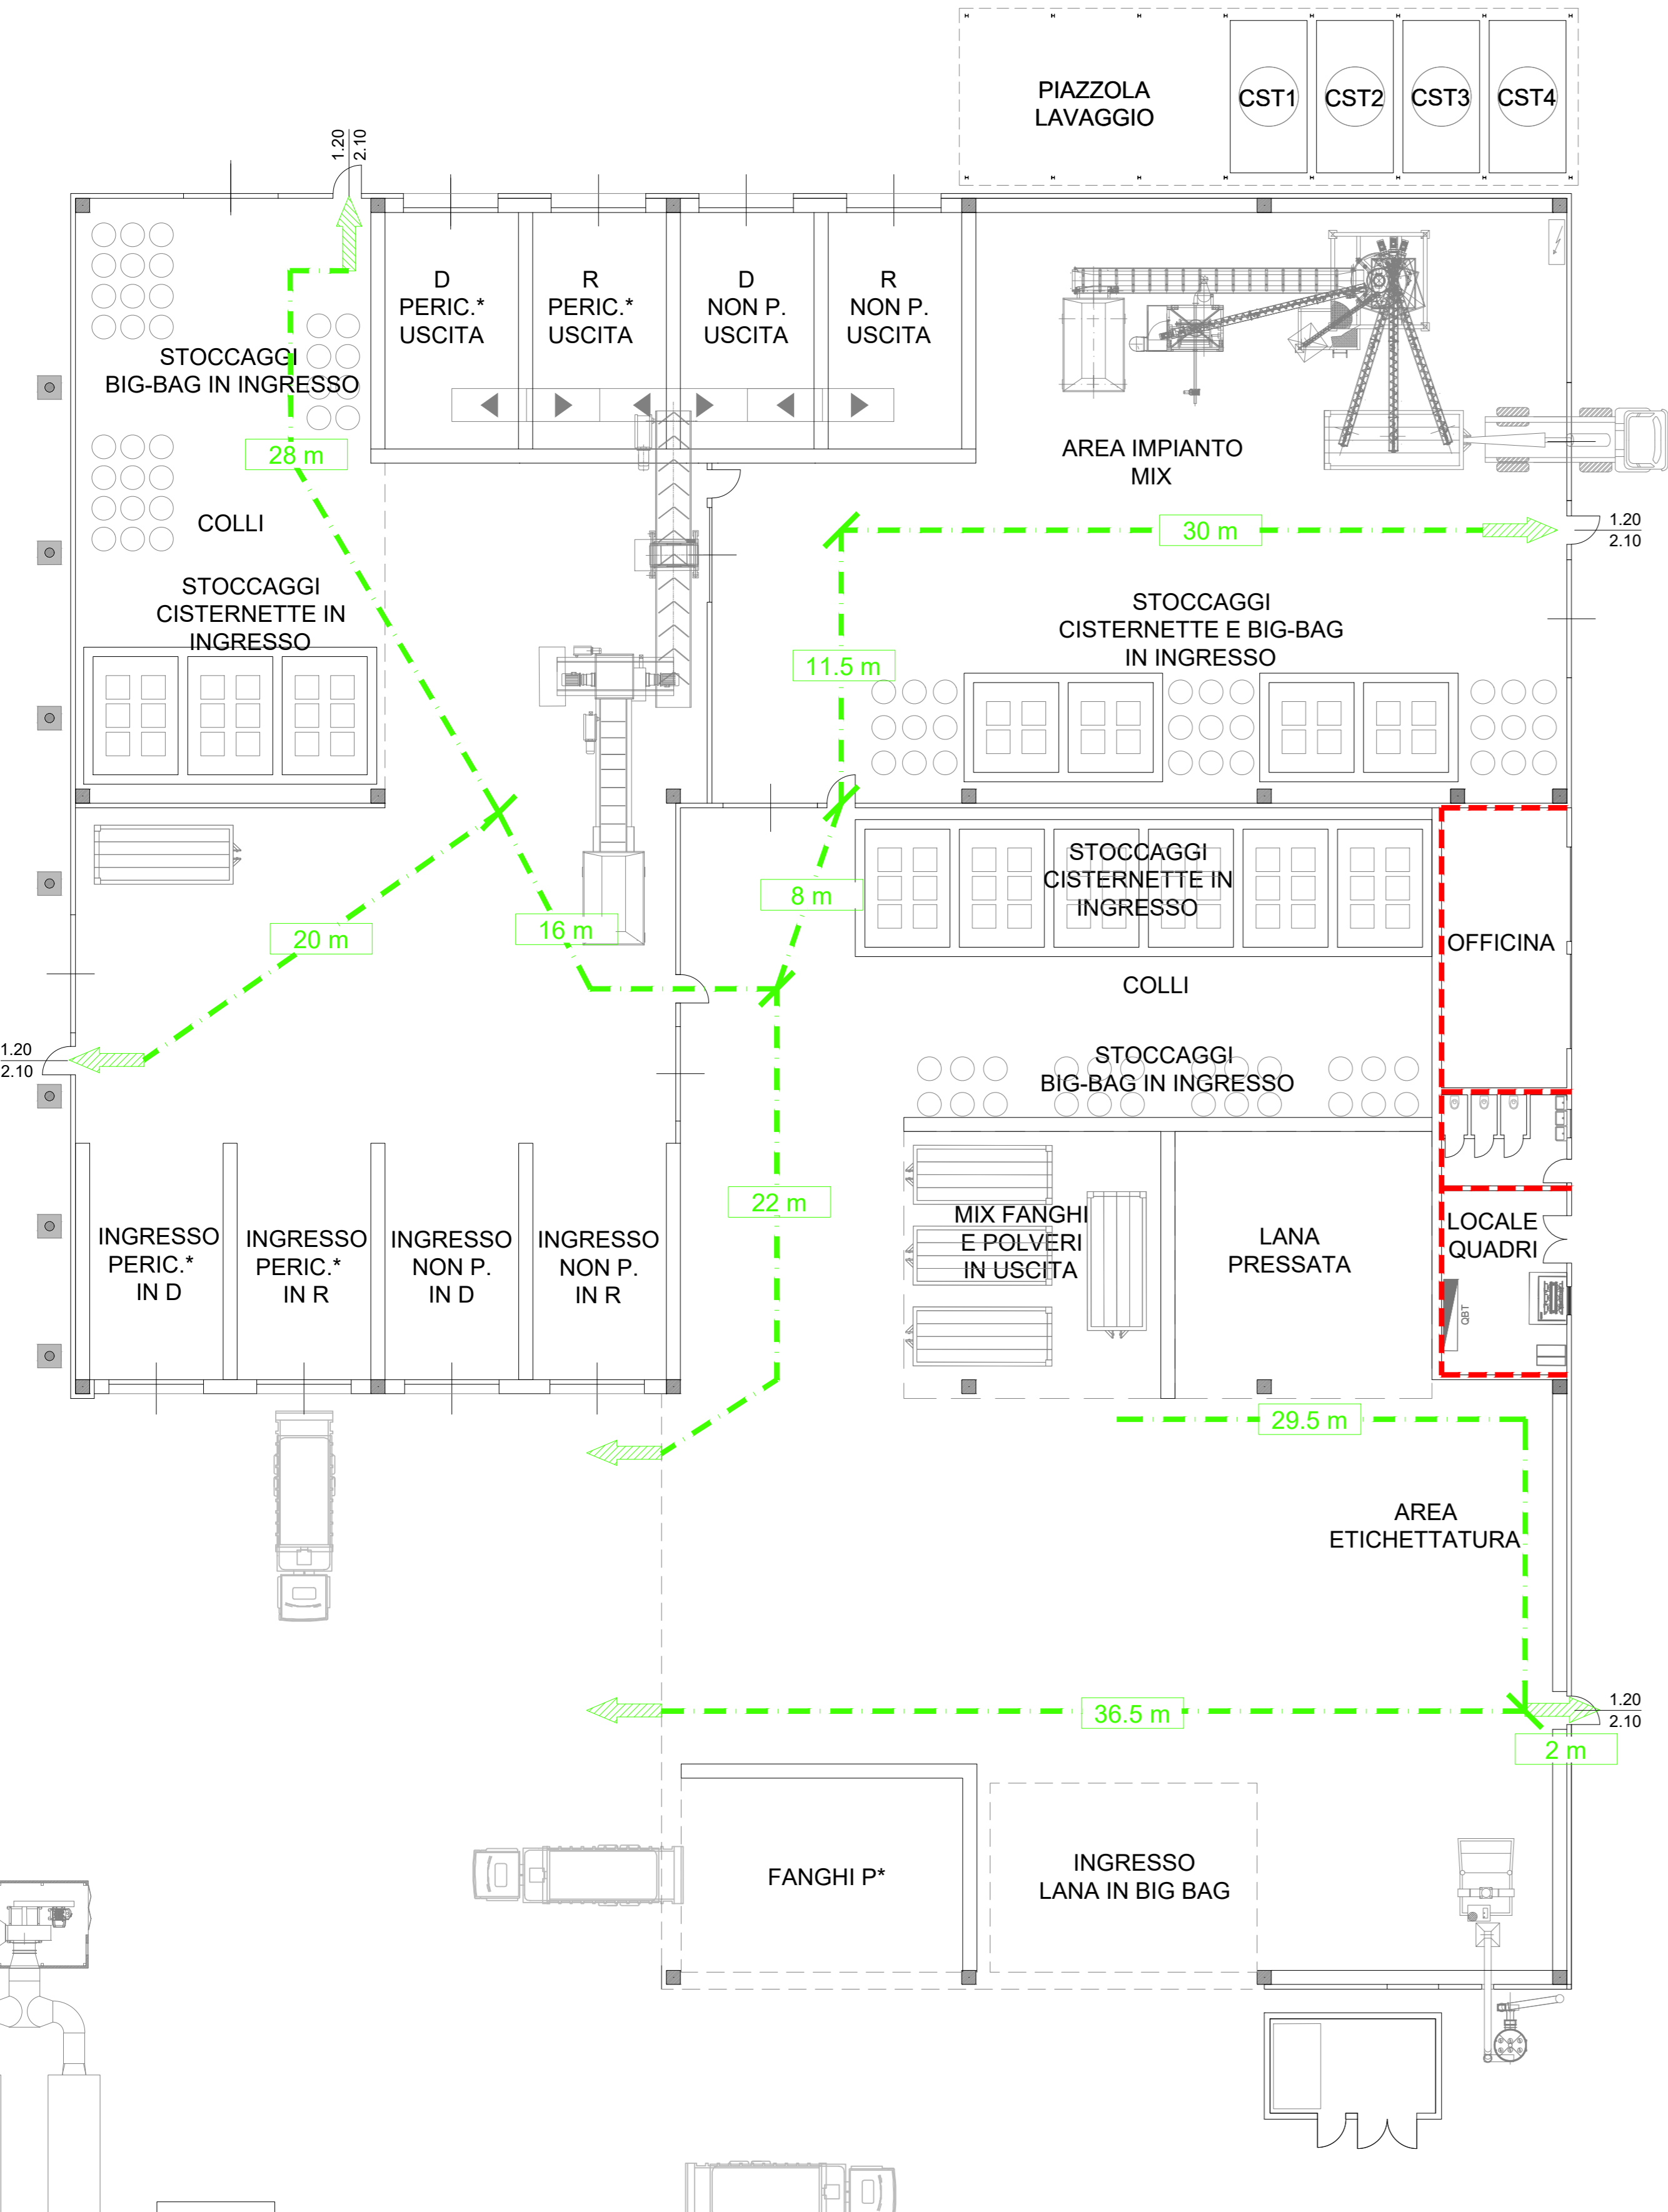 PIAZZOLA
LAVAGGIO
CST1
CST2
CST3
CST4
1.20
2.10
D
PERIC.*
USCITA
R
PERIC.*
USCITA
D
NON P.
USCITA
R
NON P.
USCITA
STOCCAGGI
BIG-BAG IN INGRESSO
28 m
AREA IMPIANTO
MIX
COLLI
30 m
1.20
2.10
STOCCAGGI
CISTERNETTE IN
INGRESSO
STOCCAGGI
CISTERNETTE E BIG-BAG
IN INGRESSO
11.5 m
STOCCAGGI
CISTERNETTE IN
INGRESSO
8 m
20 m
16 m
OFFICINA
COLLI
1.20
2.10
STOCCAGGI
BIG-BAG IN INGRESSO
22 m
INGRESSO
PERIC.*
IN D
INGRESSO
PERIC.*
IN R
INGRESSO
NON P.
IN D
INGRESSO
NON P.
IN R
MIX FANGHI
E POLVERI
IN USCITA
LANA
PRESSATA
LOCALE
QUADRI
QBT
29.5 m
AREA
ETICHETTATURA
36.5 m
1.20
2.10
2 m
FANGHI P*
INGRESSO
LANA IN BIG BAG